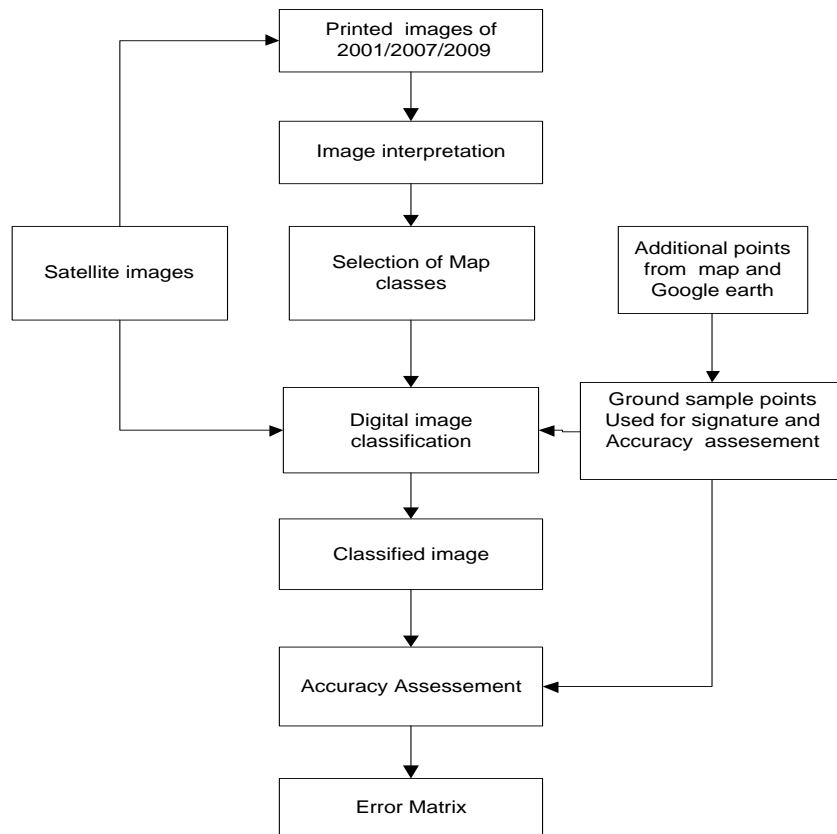 Printed images of
2001/2007/2009
Image interpretation
Satellite images
Selection of Map
classes
Additional points
from map and
Google earth
Digital image
classification
Ground sample points
Used for signature and
Accuracy assesement
Classified image
Accuracy Assessement
Error Matrix